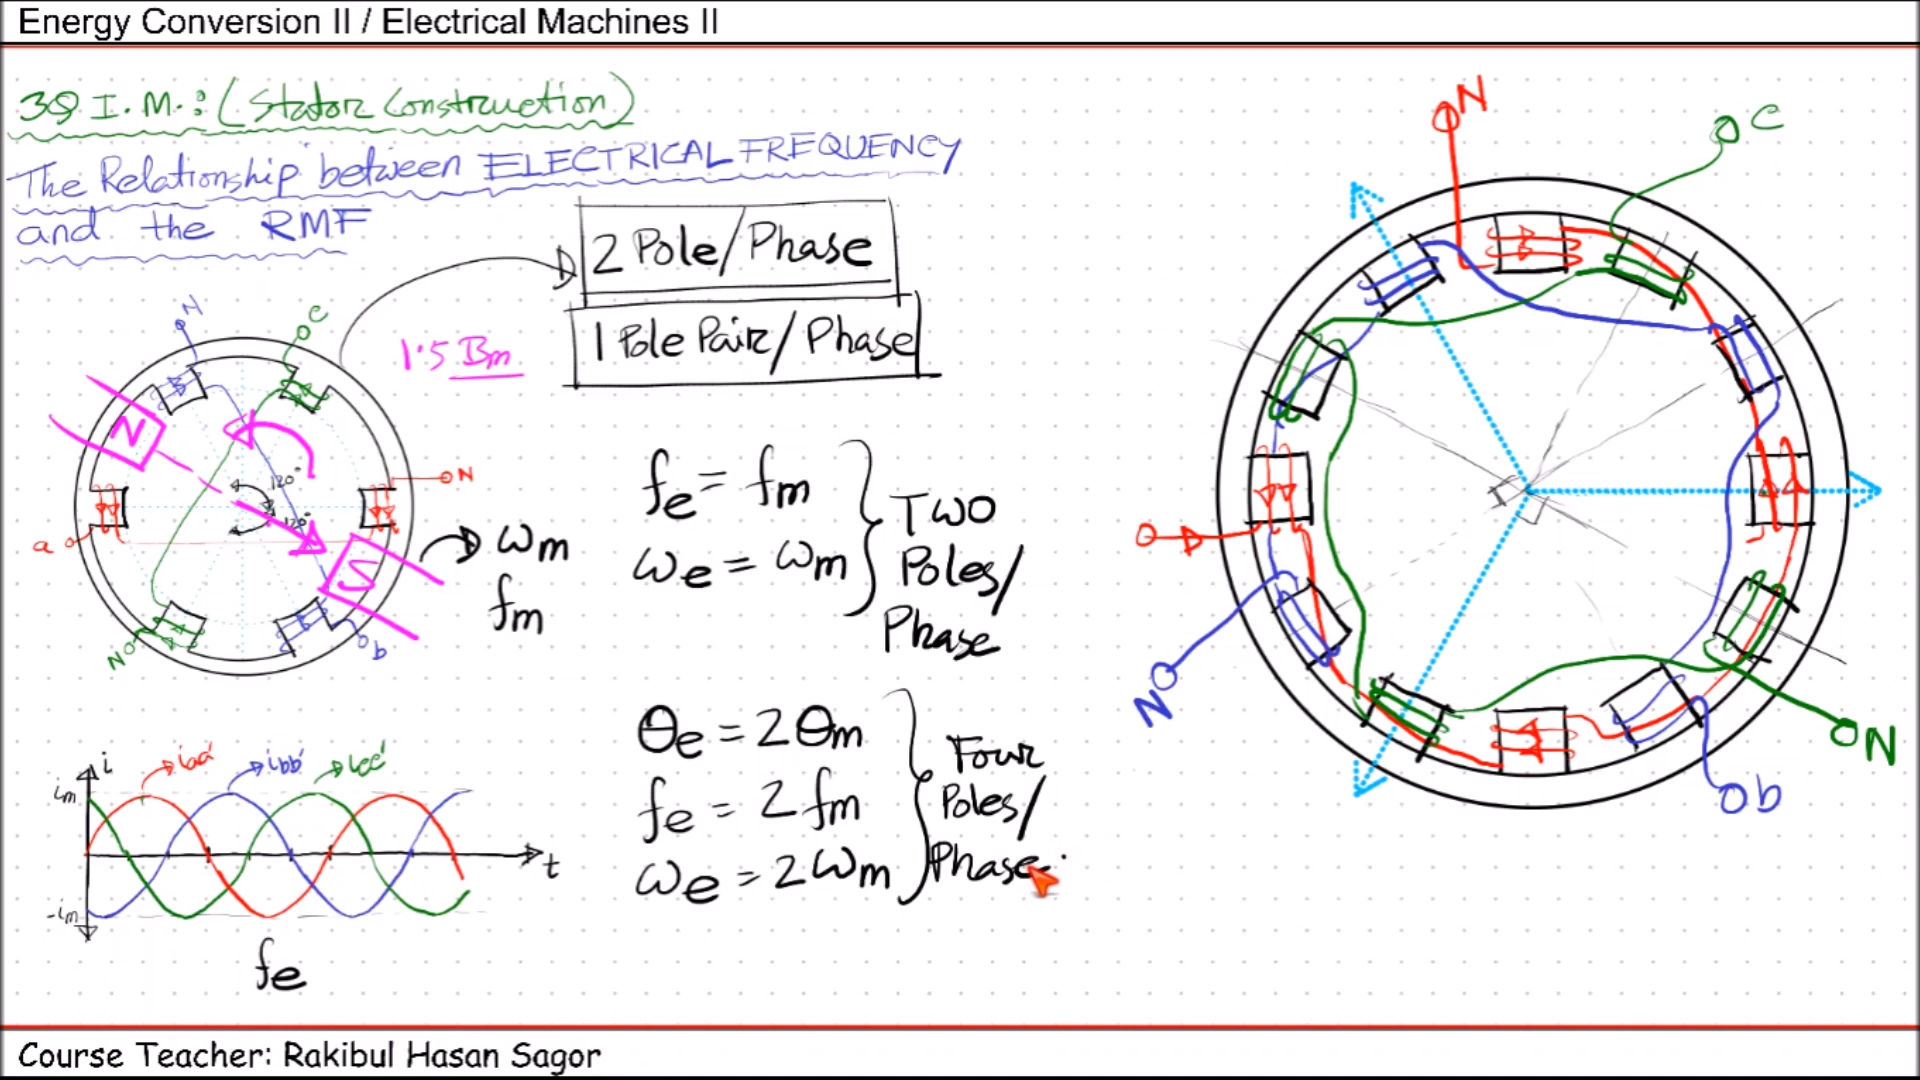 Energy Conversion II / Electrical Machines II
3Φ I.M.: (Stator Construction)
The Relationship between ELECTRICAL FREQUENCY
and the RMF
2 Pole/Phase
1 Pole Pair/Phase
1.5 Bm
N
C
N
120°
120°
N
a
S
N
b
ωm
fm
fe = fm
ωe = ωm
Two
Poles/
Phase
θe = 2θm
fe = 2fm
ωe = 2ωm
Four
Poles/
Phase
i
iaa'
ibb'
icc'
im
-im
t
fe
N
C
N
N
b
Course Teacher: Rakibul Hasan Sagor